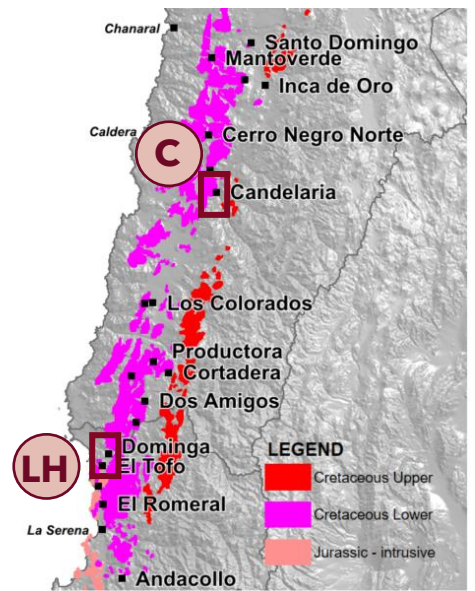 Chanaral
Santo Domingo
Mantoverde
Inca de Oro
Caldera
Cerro Negro Norte
C
Candelaria
Los Colorados
Productora
Cortadera
Dos Amigos
Dominga
LH
El Tofo
El Romeral
La Serena
Andacollo
LEGEND
Cretaceous Upper
Cretaceous Lower
Jurassic - intrusive